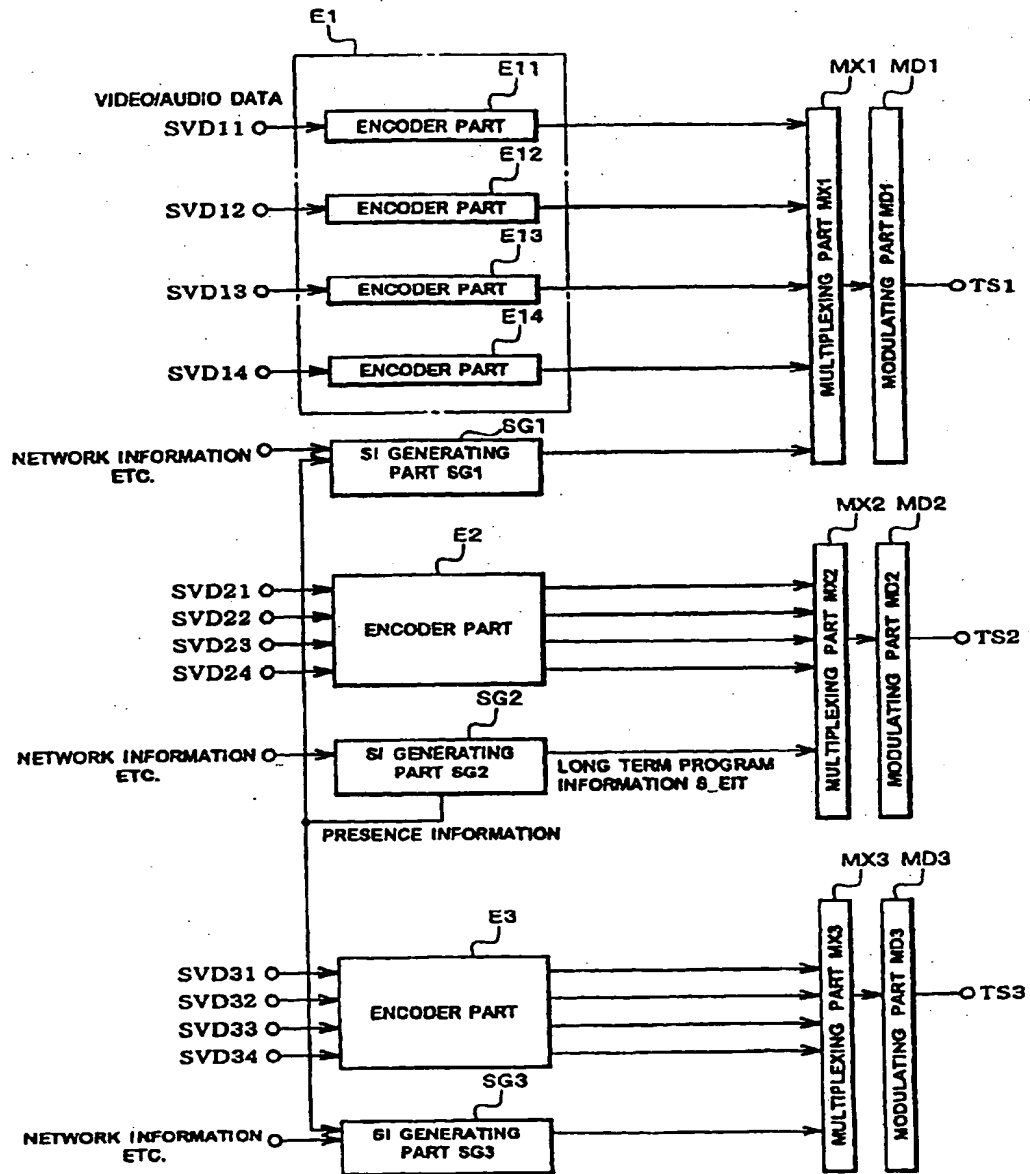 E1
MX1 MD1
E11
VIDEO/AUDIO DATA
SVD11
ENCODER PART
E12
SVD12
ENCODER PART
E13
SVD13
ENCODER PART
E14
SVD14
ENCODER PART
MULTIPLEXING PART MX1
MODULATING PART MD1
TS1
SG1
NETWORK INFORMATION
ETC.
SI GENERATING
PART SG1
MX2 MD2
E2
SVD21
SVD22
SVD23
SVD24
ENCODER PART
MULTIPLEXING PART MX2
MODULATING PART MD2
TS2
SG2
NETWORK INFORMATION
ETC.
SI GENERATING
PART SG2
LONG TERM PROGRAM
INFORMATION S_EIT
PRESENCE INFORMATION
MX3 MD3
E3
SVD31
SVD32
SVD33
SVD34
ENCODER PART
MULTIPLEXING PART MX3
MODULATING PART MD3
TS3
SG3
NETWORK INFORMATION
ETC.
SI GENERATING
PART SG3